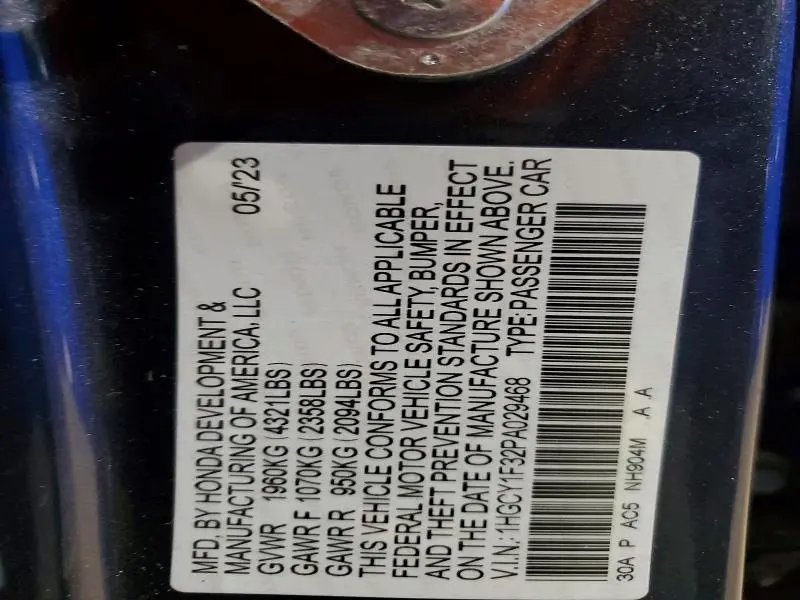 MFD. BY HONDA DEVELOPMENT &
MANUFACTURING OF AMERICA, LLC 05/'23
GVWR 1960KG (4321LBS)
GAWR F 1070KG (2358LBS)
GAWR R 950KG (2094LBS)
THIS VEHICLE CONFORMS TO ALL APPLICABLE
FEDERAL MOTOR VEHICLE SAFETY, BUMPER,
AND THEFT PREVENTION STANDARDS IN EFFECT
ON THE DATE OF MANUFACTURE SHOWN ABOVE.
V.I.N.: 1HGCY1F32PA029468 TYPE:PASSENGER CAR
30A P AC5 NH904M A A